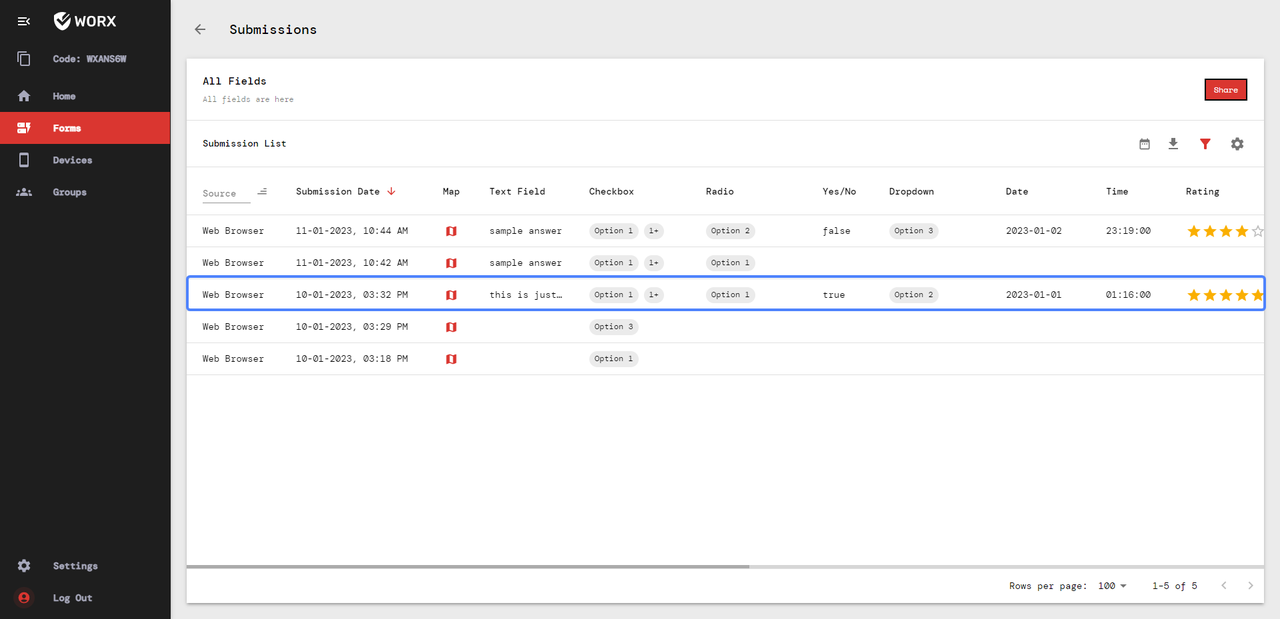 WORX
Code: WXANS6W
Home
Forms
Devices
Groups
Settings
Log Out
Submissions
All Fields
All fields are here
Share
Submission List
Source Submission Date Map Text Field Checkbox Radio Yes/No Dropdown Date Time Rating
Web Browser 11-01-2023, 10:44 AM sample answer Option 1 1+ Option 2 false Option 3 2023-01-02 23:19:00
Web Browser 11-01-2023, 10:42 AM sample answer Option 1 1+ Option 1
Web Browser 10-01-2023, 03:32 PM this is just… Option 1 1+ Option 1 true Option 2 2023-01-01 01:16:00
Web Browser 10-01-2023, 03:29 PM Option 3
Web Browser 10-01-2023, 03:18 PM Option 1
Rows per page: 100 1-5 of 5